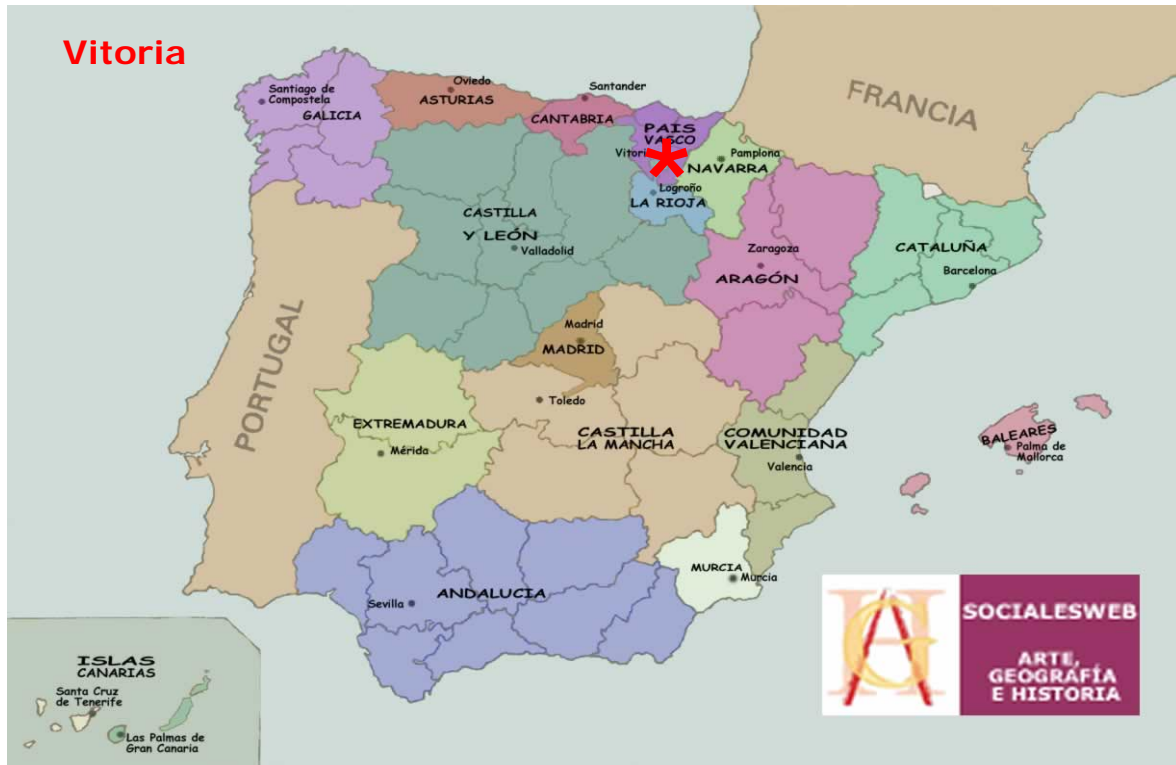 Vitoria
FRANCIA
Oviedo
ASTURIAS
Santander
CANTABRIA
Santiago de
Compostela
GALICIA
PAIS
VASCO
Vitori
Pamplona
NAVARRA
Logroño
LA RIOJA
CASTILLA
Y LEÓN
Valladolid
Zaragoza
ARAGÓN
CATALUÑA
Barcelona
PORTUGAL
Madrid
MADRID
Toledo
EXTREMADURA
Mérida
CASTILLA
LA MANCHA
COMUNIDAD
VALENCIANA
Valencia
BALEARES
Palma de
Mallorca
MURCIA
Murcia
ANDALUCIA
Sevilla
ISLAS
CANARIAS
Santa Cruz
de Tenerife
Las Palmas de
Gran Canaria
HAG
SOCIALESWEB
ARTE,
GEOGRAFÍA
E HISTORIA